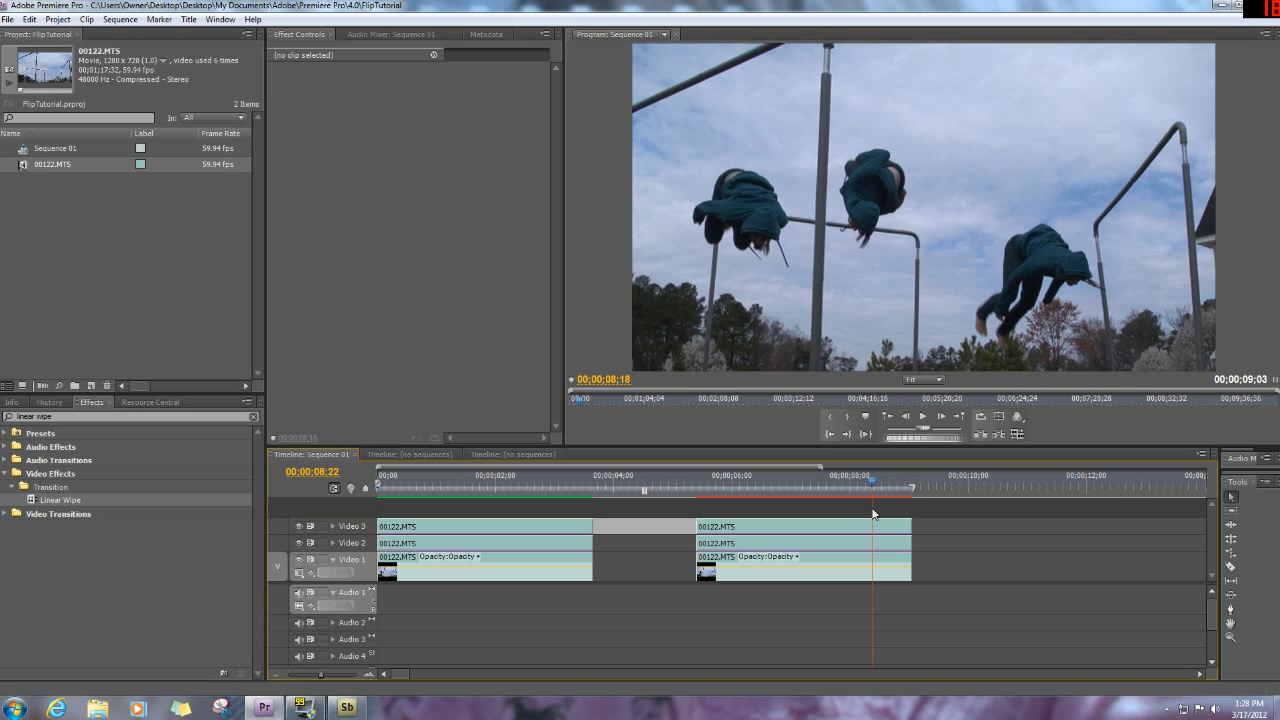 Adobe Premiere Pro - C:\Users\Owner\Desktop\Desktop\My Documents\Adobe\Premiere Pro\4.0\FlipTutorial
File Edit Project Clip Sequence Marker Title Window Help
Project: FlipTutorial
Effect Controls Audio Mixer: Sequence 01 Metadata
Program: Sequence 01
00122.MTS
Movie, 1280 x 720 (1.0) , video used 6 times
00;01;17;32, 59.94 fps
48000 Hz - Compressed - Stereo
(no clip selected)
FlipTutorial.prproj 2 Items
In: All
Name Label Frame Rate
Sequence 01 59.94 fps
00122.MTS 59.94 fps
00;00;08;18 Fit 00;00;09;03
00;00 00;01;04;04 00;02;08;08 00;03;12;12 00;04;16;16 00;05;20;20 00;06;24;24 00;07;28;28 00;08;32;32 00;09;36;36
Info History Effects Resource Central
linear wipe
Presets
Audio Effects
Audio Transitions
Video Effects
Transition
Linear Wipe
Video Transitions
00;00;08;18
Timeline: Sequence 01 Timeline: (no sequences) Timeline: (no sequences)
00;00;08;22
00;00 00;00;02;00 00;00;04;00 00;00;06;00 00;00;08;00 00;00;10;00 00;00;12;00 00;00;
Video 3 00122.MTS 00122.MTS
Video 2 00122.MTS 00122.MTS
V Video 1 00122.MTS Opacity:Opacity 00122.MTS Opacity:Opacity
Audio 1
Audio 2
Audio 3
Audio 4
Audio M
Tools
Pr 99 Sb
1:28 PM
3/17/2012